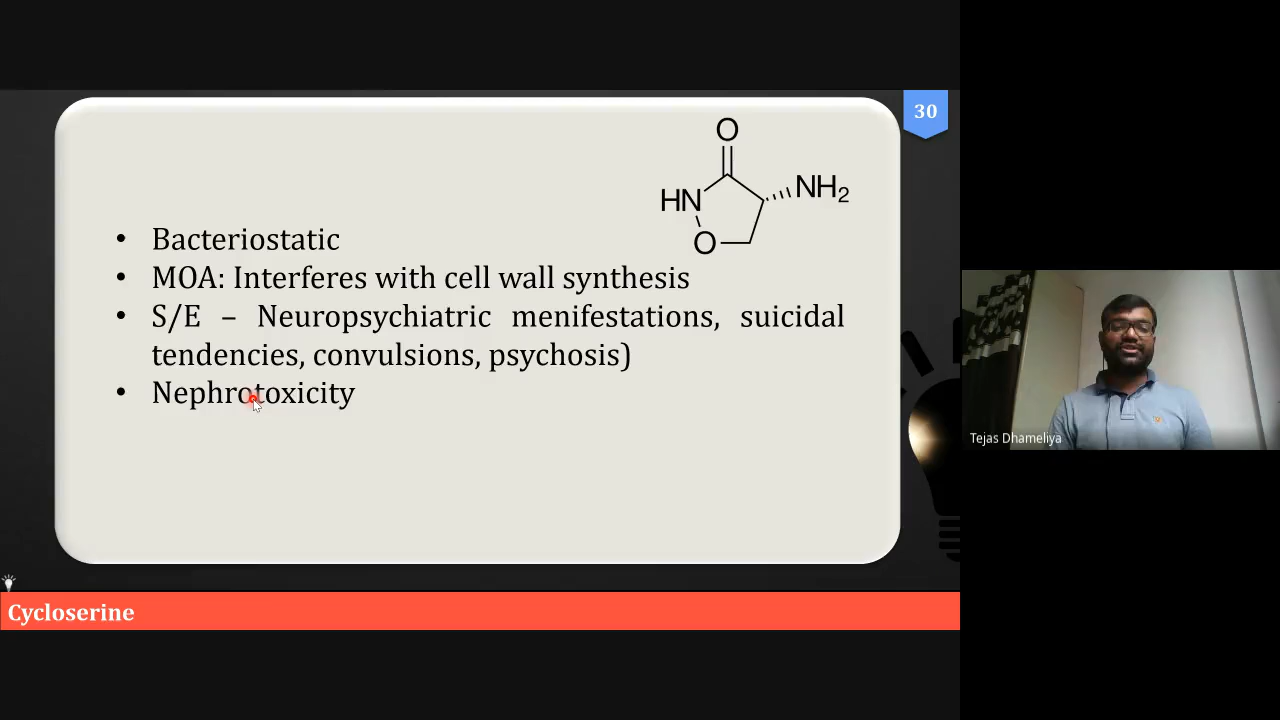 30
O
HN
NH2
O
• Bacteriostatic
• MOA: Interferes with cell wall synthesis
• S/E – Neuropsychiatric menifestations, suicidal
tendencies, convulsions, psychosis)
• Nephrotoxicity
Tejas Dhameliya
Cycloserine